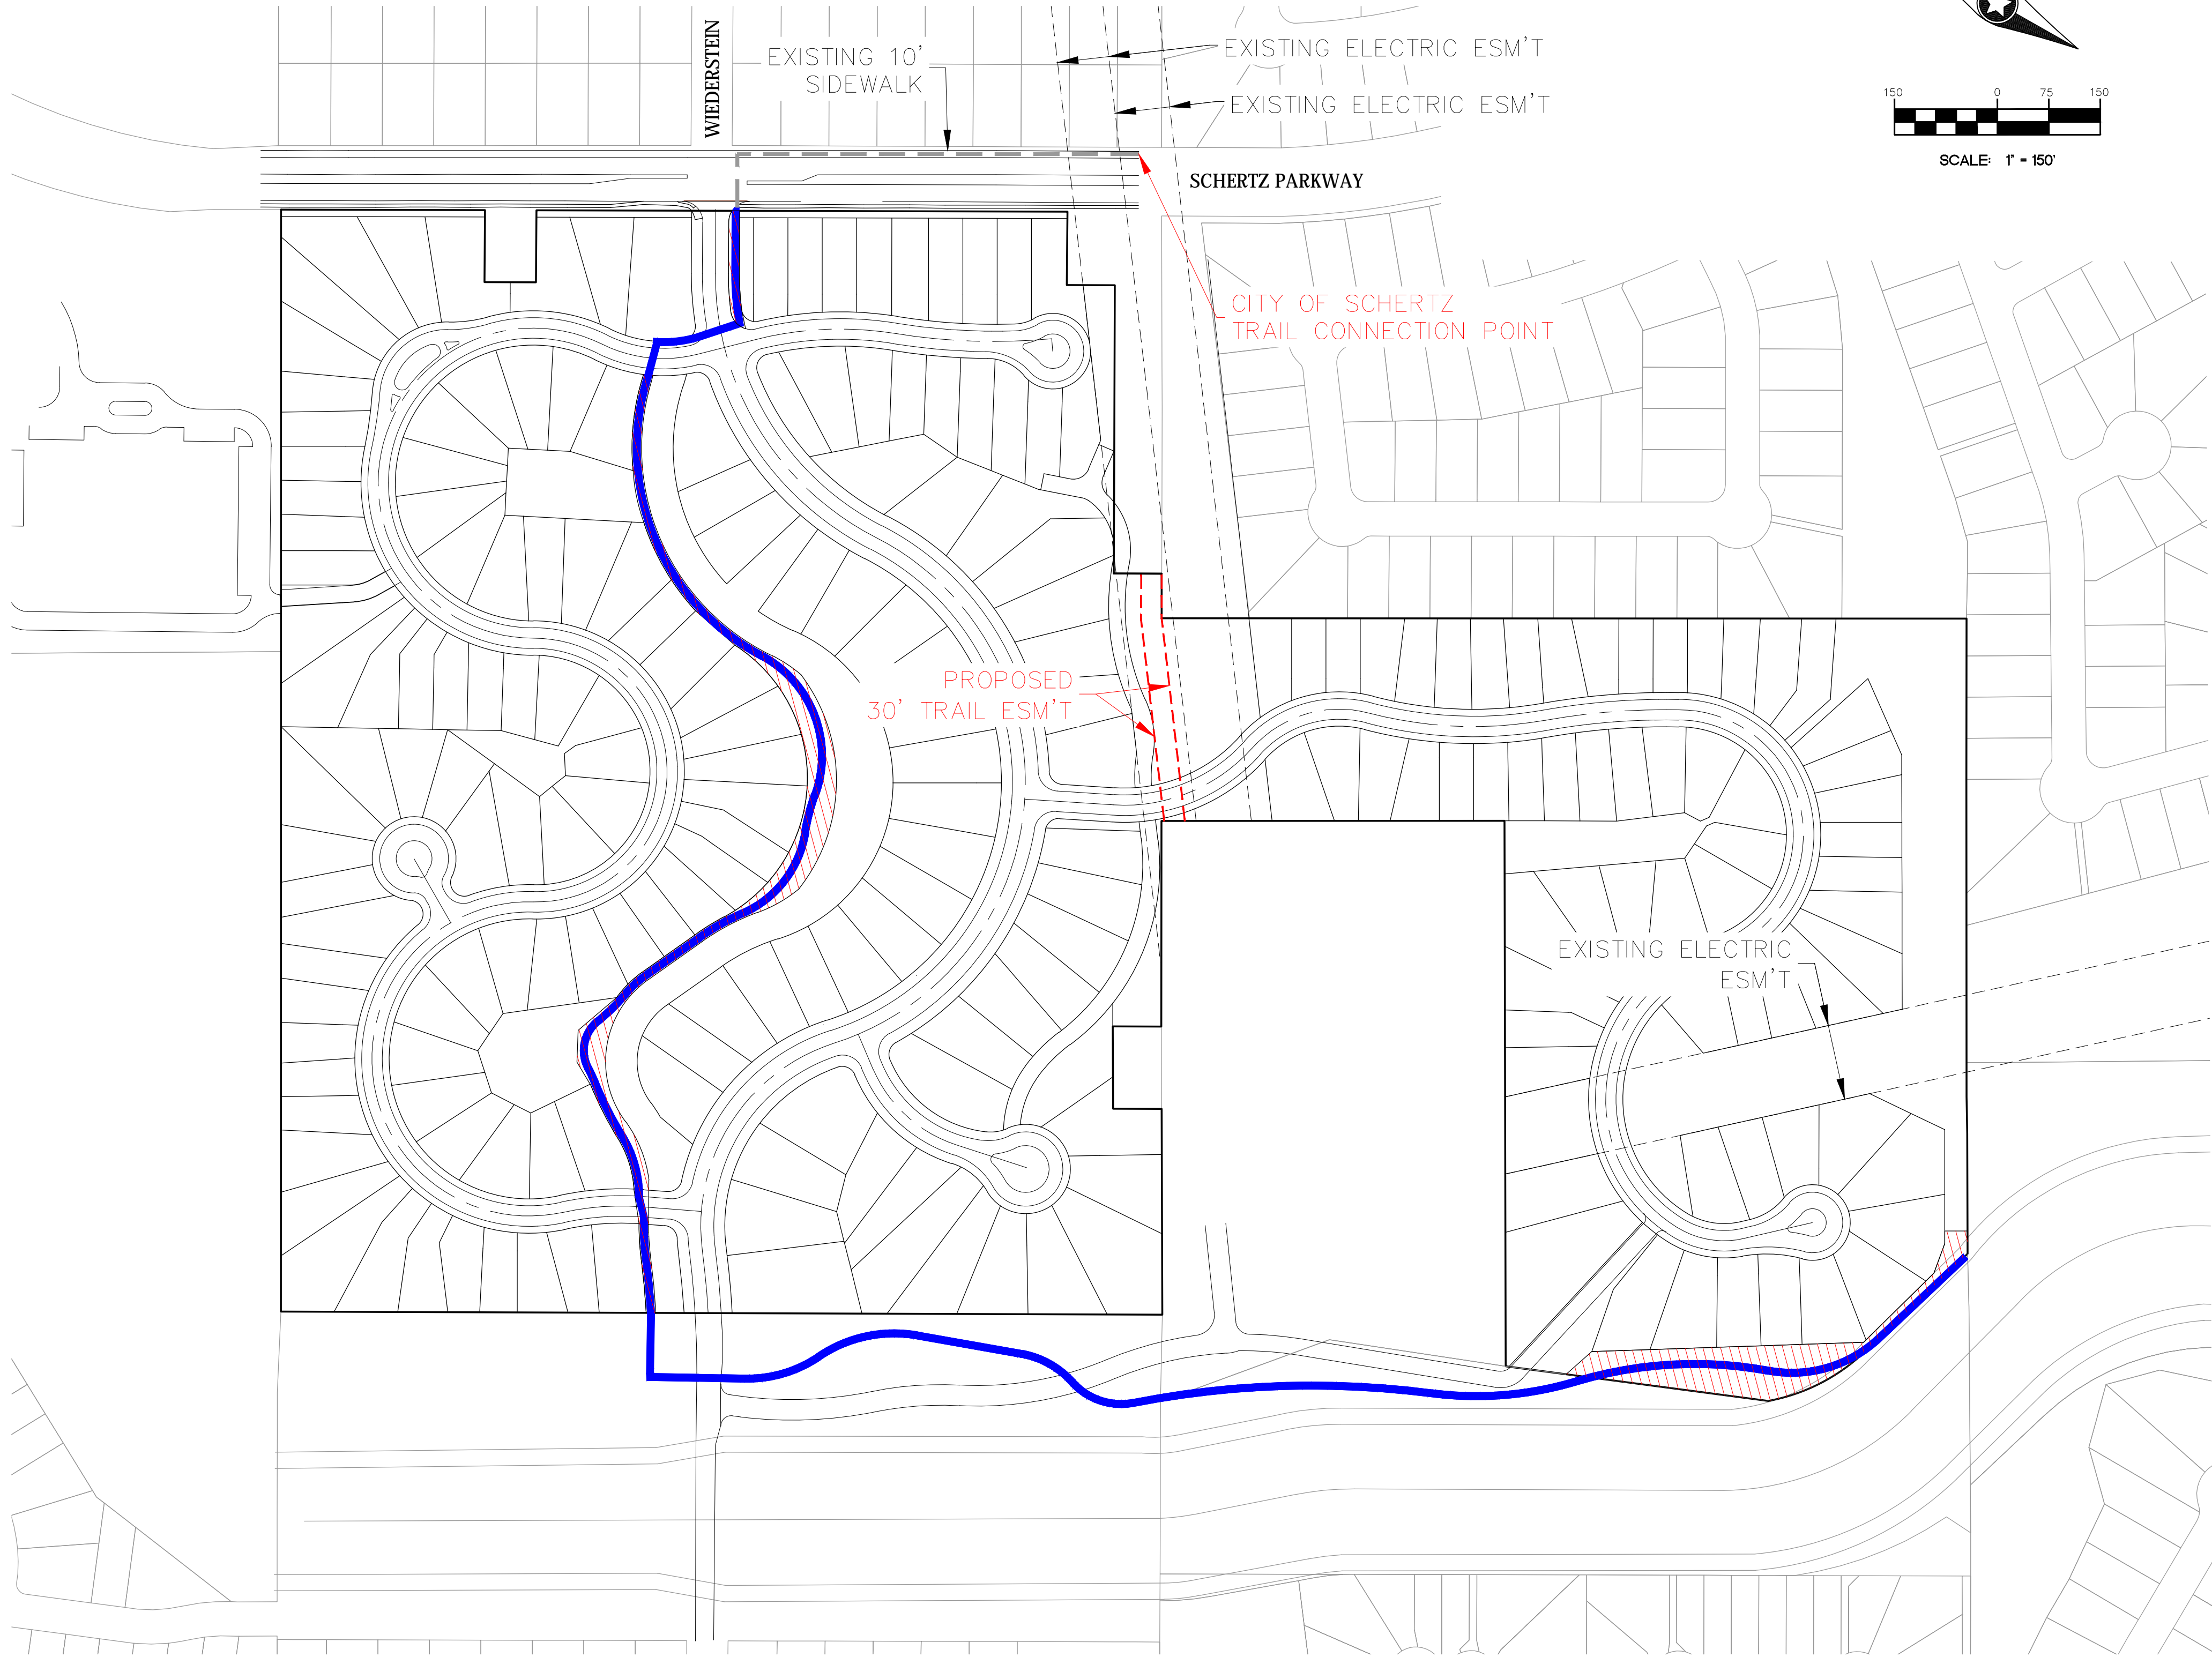 WIEDERSTEIN
EXISTING 10'
SIDEWALK
EXISTING ELECTRIC ESM'T
EXISTING ELECTRIC ESM'T
150 0 75 150
SCALE: 1" = 150'
SCHERTZ PARKWAY
CITY OF SCHERTZ
TRAIL CONNECTION POINT
PROPOSED
30' TRAIL ESM'T
EXISTING ELECTRIC
ESM'T